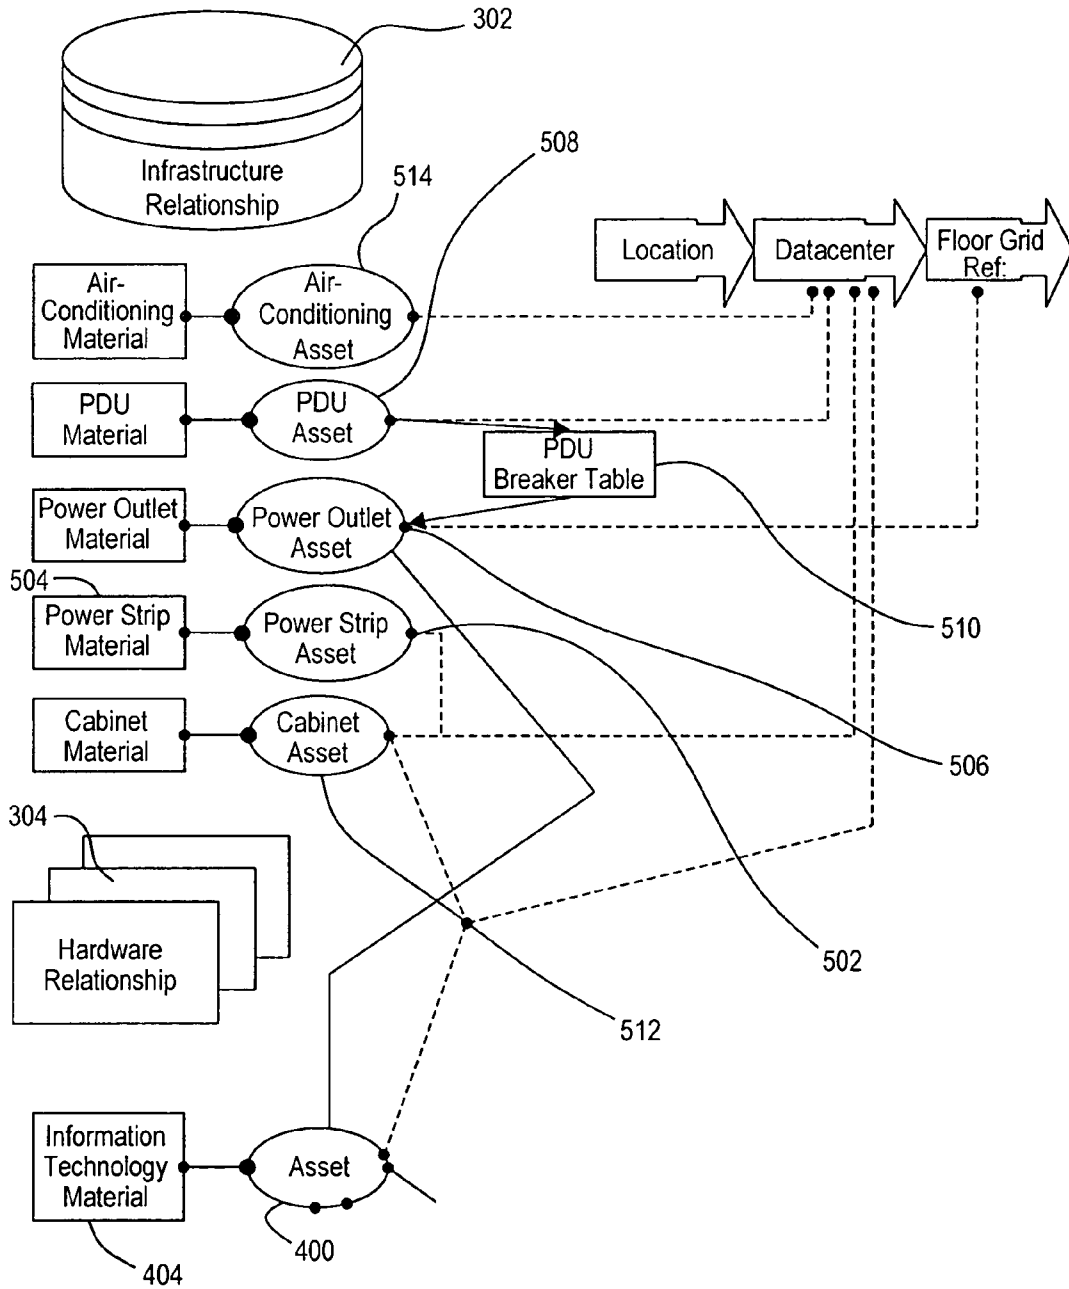 302
Infrastructure
Relationship
508
514
Location
Datacenter
Floor Grid
Ref:
Air-
Conditioning
Material
Air-
Conditioning
Asset
PDU
Material
PDU
Asset
PDU
Breaker Table
Power Outlet
Material
Power Outlet
Asset
504
Power Strip
Material
Power Strip
Asset
510
Cabinet
Material
Cabinet
Asset
506
304
Hardware
Relationship
502
512
Information
Technology
Material
Asset
400
404